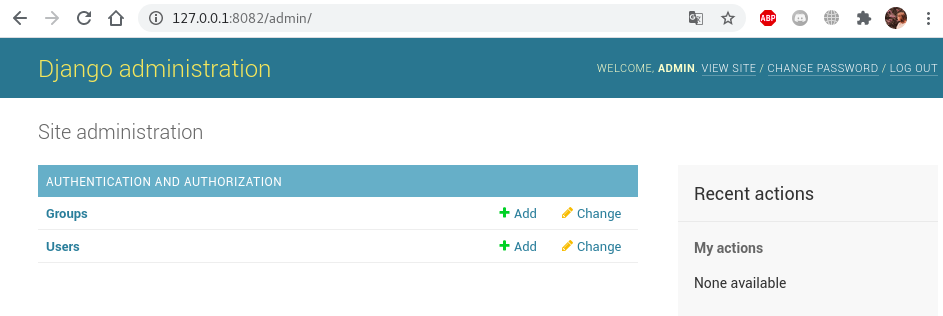 127.0.0.1:8082/admin/
ABP
Django administration
WELCOME, ADMIN. VIEW SITE / CHANGE PASSWORD / LOG OUT
Site administration
AUTHENTICATION AND AUTHORIZATION
Groups Add Change
Users Add Change
Recent actions
My actions
None available